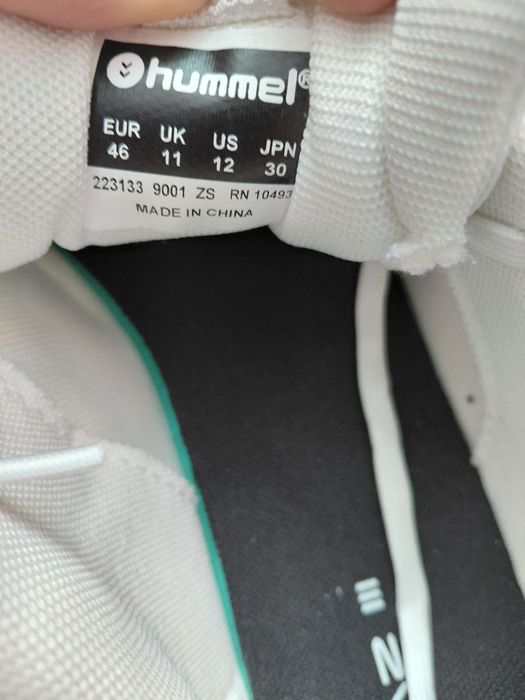 hummel®
EUR UK US JPN
46 11 12 30
223133 9001 ZS RN 10493
MADE IN CHINA